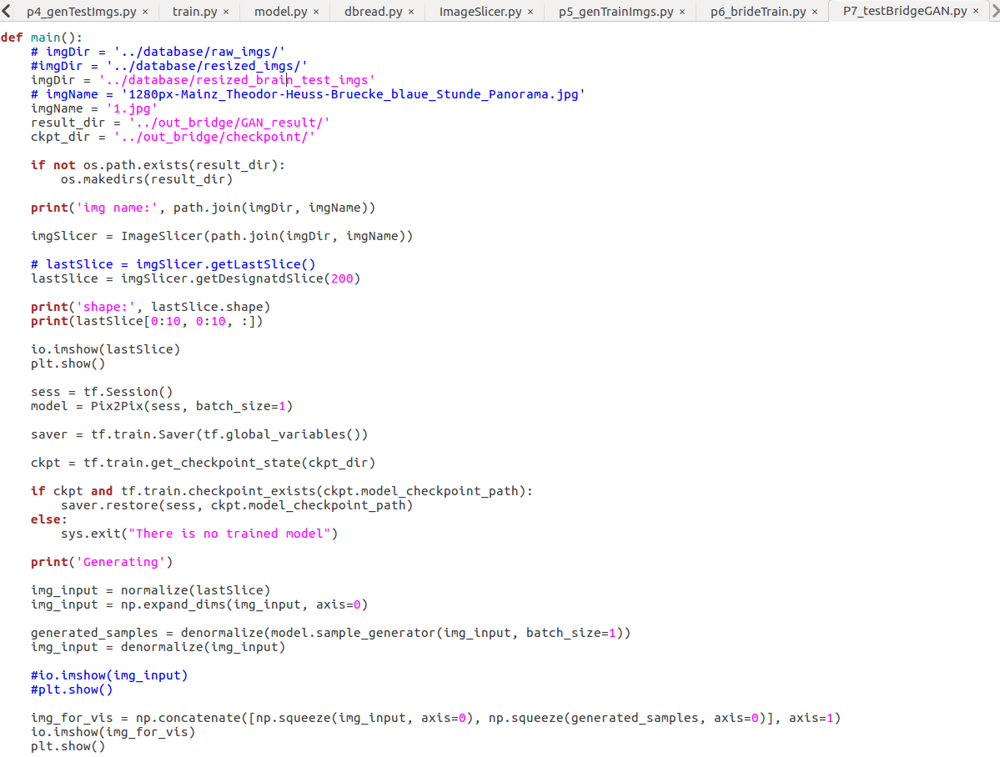 p4_genTestImgs.py × train.py × model.py × dbread.py × ImageSlicer.py × p5_genTrainImgs.py × p6_brideTrain.py × P7_testBridgeGAN.py ×
def main():
    # imgDir = '../database/raw_imgs/'
    #imgDir = '../database/resized_imgs/'
    imgDir = '../database/resized_brain_test_imgs'
    # imgName = '1280px-Mainz_Theodor-Heuss-Bruecke_blaue_Stunde_Panorama.jpg'
    imgName = '1.jpg'
    result_dir = '../out_bridge/GAN_result/'
    ckpt_dir = '../out_bridge/checkpoint/'
    if not os.path.exists(result_dir):
        os.makedirs(result_dir)
    print('img name:', path.join(imgDir, imgName))
    imgSlicer = ImageSlicer(path.join(imgDir, imgName))
    # lastSlice = imgSlicer.getLastSlice()
    lastSlice = imgSlicer.getDesignatdSlice(200)
    print('shape:', lastSlice.shape)
    print(lastSlice[0:10, 0:10, :])
    io.imshow(lastSlice)
    plt.show()
    sess = tf.Session()
    model = Pix2Pix(sess, batch_size=1)
    saver = tf.train.Saver(tf.global_variables())
    ckpt = tf.train.get_checkpoint_state(ckpt_dir)
    if ckpt and tf.train.checkpoint_exists(ckpt.model_checkpoint_path):
        saver.restore(sess, ckpt.model_checkpoint_path)
    else:
        sys.exit("There is no trained model")
    print('Generating')
    img_input = normalize(lastSlice)
    img_input = np.expand_dims(img_input, axis=0)
    generated_samples = denormalize(model.sample_generator(img_input, batch_size=1))
    img_input = denormalize(img_input)
    #io.imshow(img_input)
    #plt.show()
    img_for_vis = np.concatenate([np.squeeze(img_input, axis=0), np.squeeze(generated_samples, axis=0)], axis=1)
    io.imshow(img_for_vis)
    plt.show()